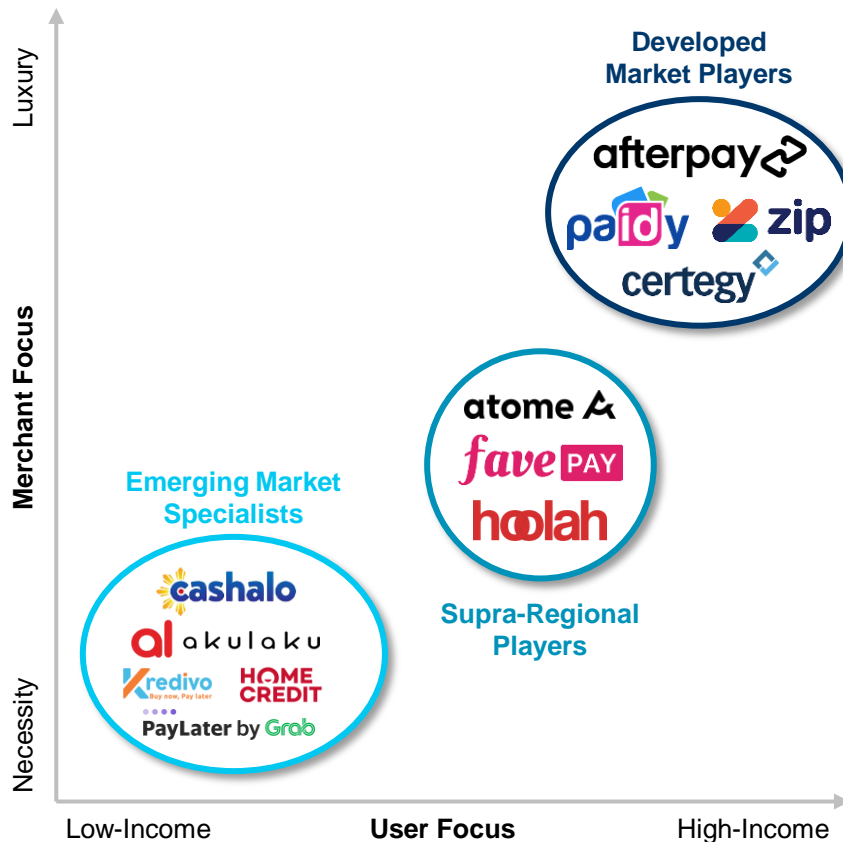 Developed
Market Players
Luxury
afterpay
paidy
zip
certegy
Merchant Focus
atome
fave PAY
hoolah
Emerging Market
Specialists
Supra-Regional
Players
cashalo
al akulaku
Kredivo
Buy now, Pay later
HOME
CREDIT
PayLater by Grab
Necessity
Low-Income
User Focus
High-Income